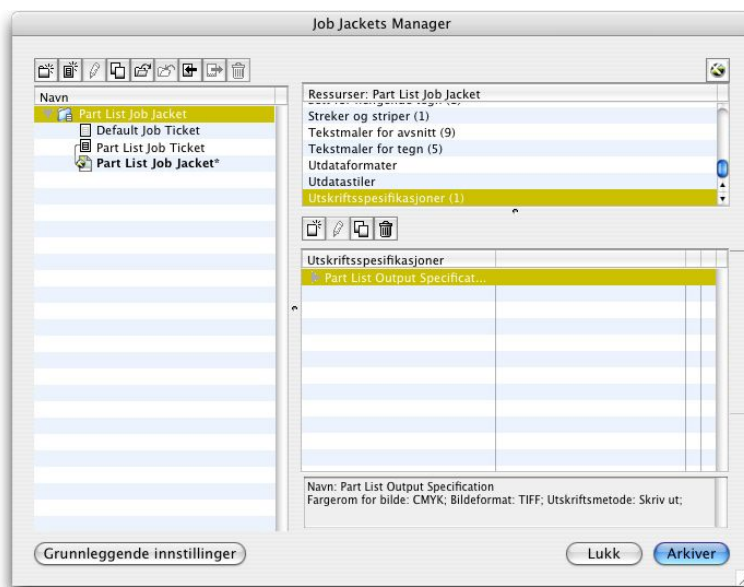 Job Jackets Manager
Navn
Part List Job Jacket
Default Job Ticket
Part List Job Ticket
Part List Job Jacket*
Ressurser: Part List Job Jacket
Streker og striper (1)
Tekstmaler for avsnitt (9)
Tekstmaler for tegn (5)
Utdataformater
Utdatastiler
Utskriftsspesifikasjoner (1)
Utskriftsspesifikasjoner
Part List Output Specificat...
Navn: Part List Output Specification
Fargerom for bilde: CMYK; Bildeformat: TIFF; Utskriftsmetode: Skriv ut;
Grunnleggende innstillinger
Lukk
Arkiver